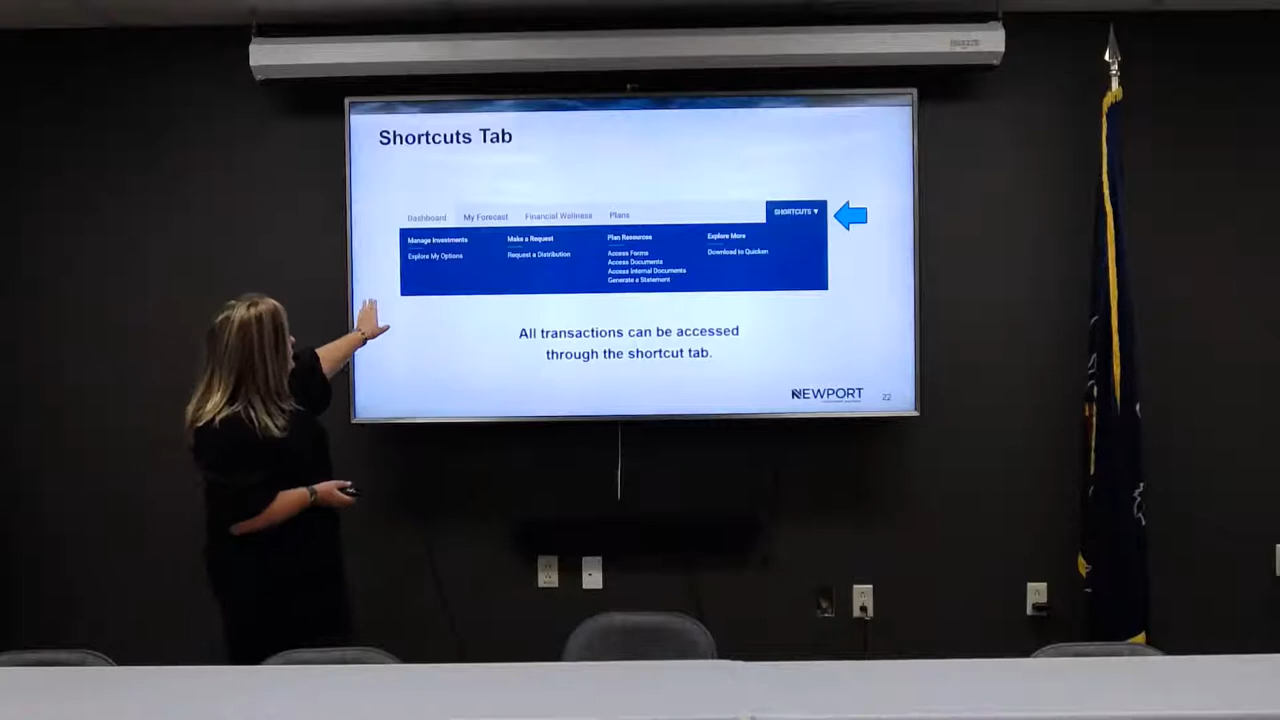 Shortcuts Tab
Dashboard My Forecast Financial Wellness Plans SHORTCUTS ▼
Manage Investments Make a Request Plan Resources Explore More
Explore My Options Request a Distribution Access Forms Download to Quicken
Access Documents
Access Internal Documents
Generate a Statement
All transactions can be accessed
through the shortcut tab.
NEWPORT 22